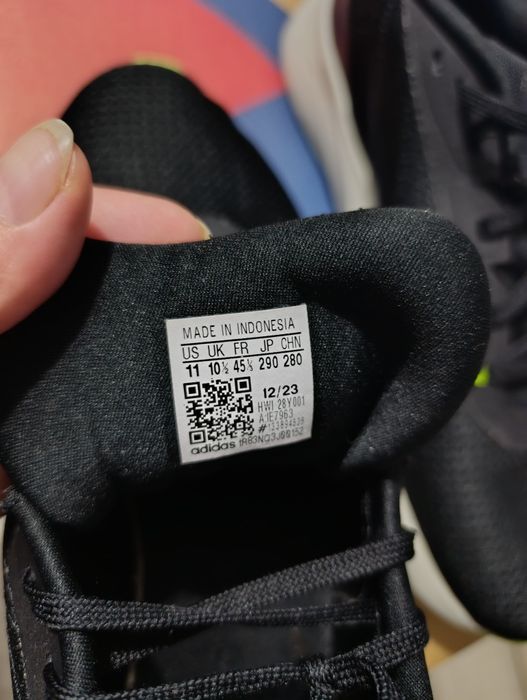 MADE IN INDONESIA
US UK FR JP CHN
11 10½ 45⅓ 290 280
12/23
HWI 28Y001
A IE7963
adidas